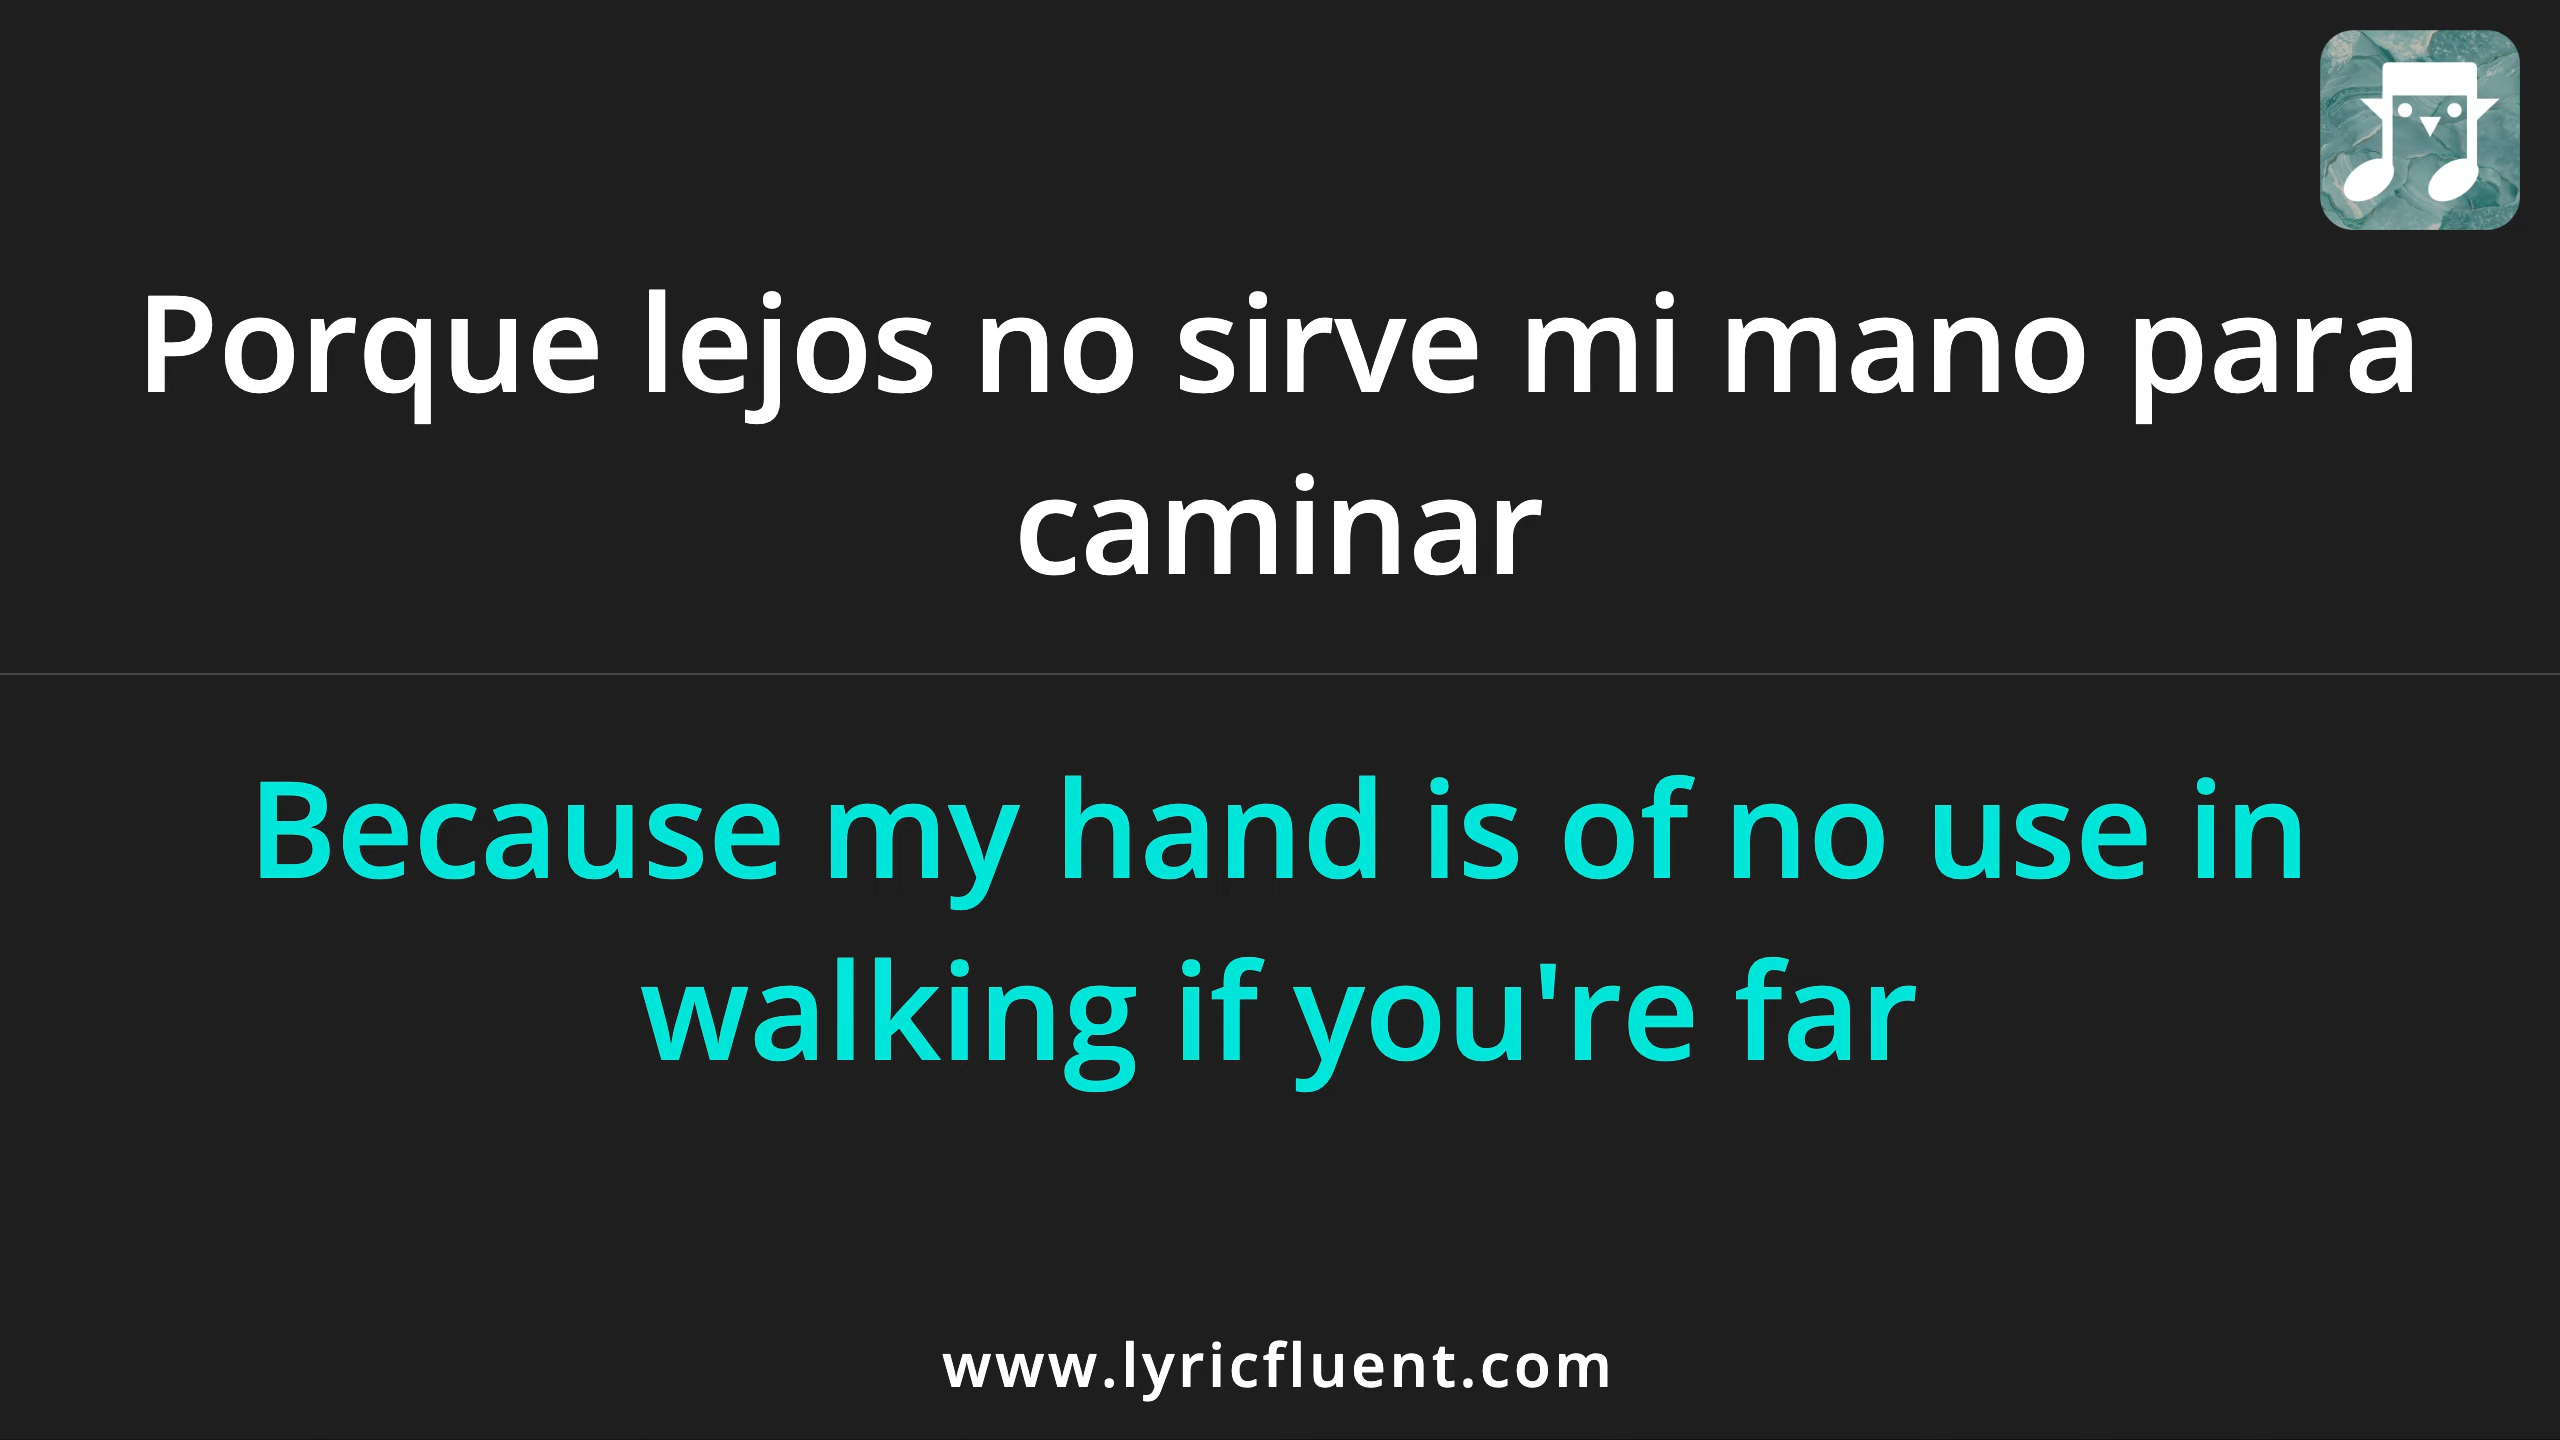 Porque lejos no sirve mi mano para
caminar
Because my hand is of no use in
walking if you're far
www.lyricfluent.com